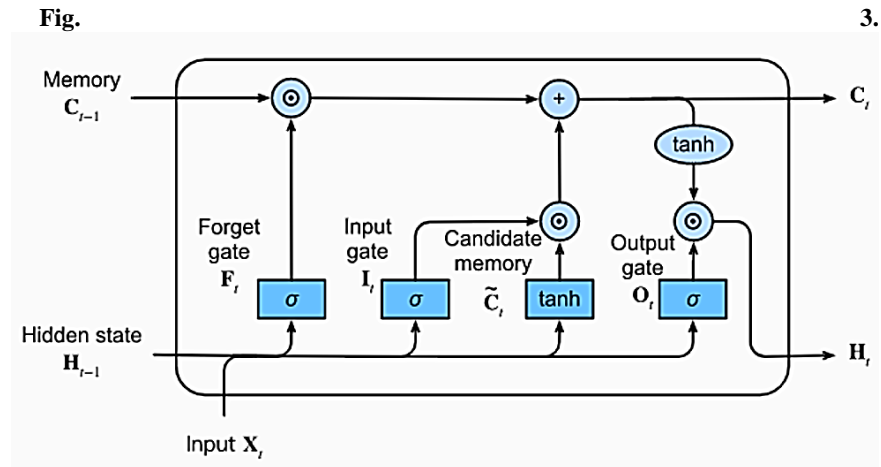 Fig. 3.
Memory
C_{t-1}
C_t
tanh
Forget
gate
F_t
Input
gate
I_t
Candidate
memory
C̃_t
Output
gate
O_t
σ
σ
tanh
σ
Hidden state
H_{t-1}
H_t
Input X_t